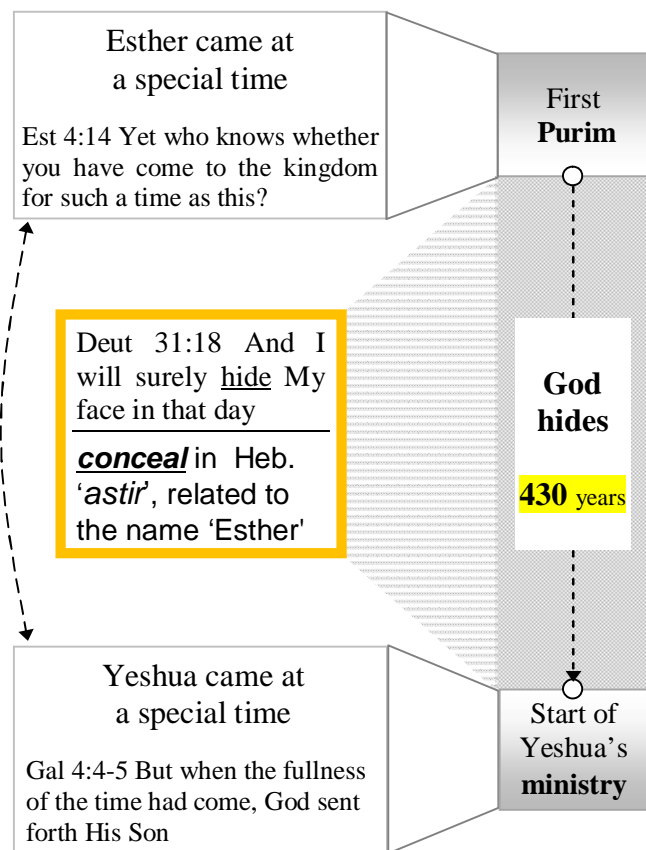 Esther came at
a special time
Est 4:14 Yet who knows whether
you have come to the kingdom
for such a time as this?
First
Purim
Deut 31:18 And I
will surely hide My
face in that day
conceal in Heb.
‘astir’, related to
the name ‘Esther'
God
hides
430 years
Yeshua came at
a special time
Gal 4:4-5 But when the fullness
of the time had come, God sent
forth His Son
Start of
Yeshua’s
ministry